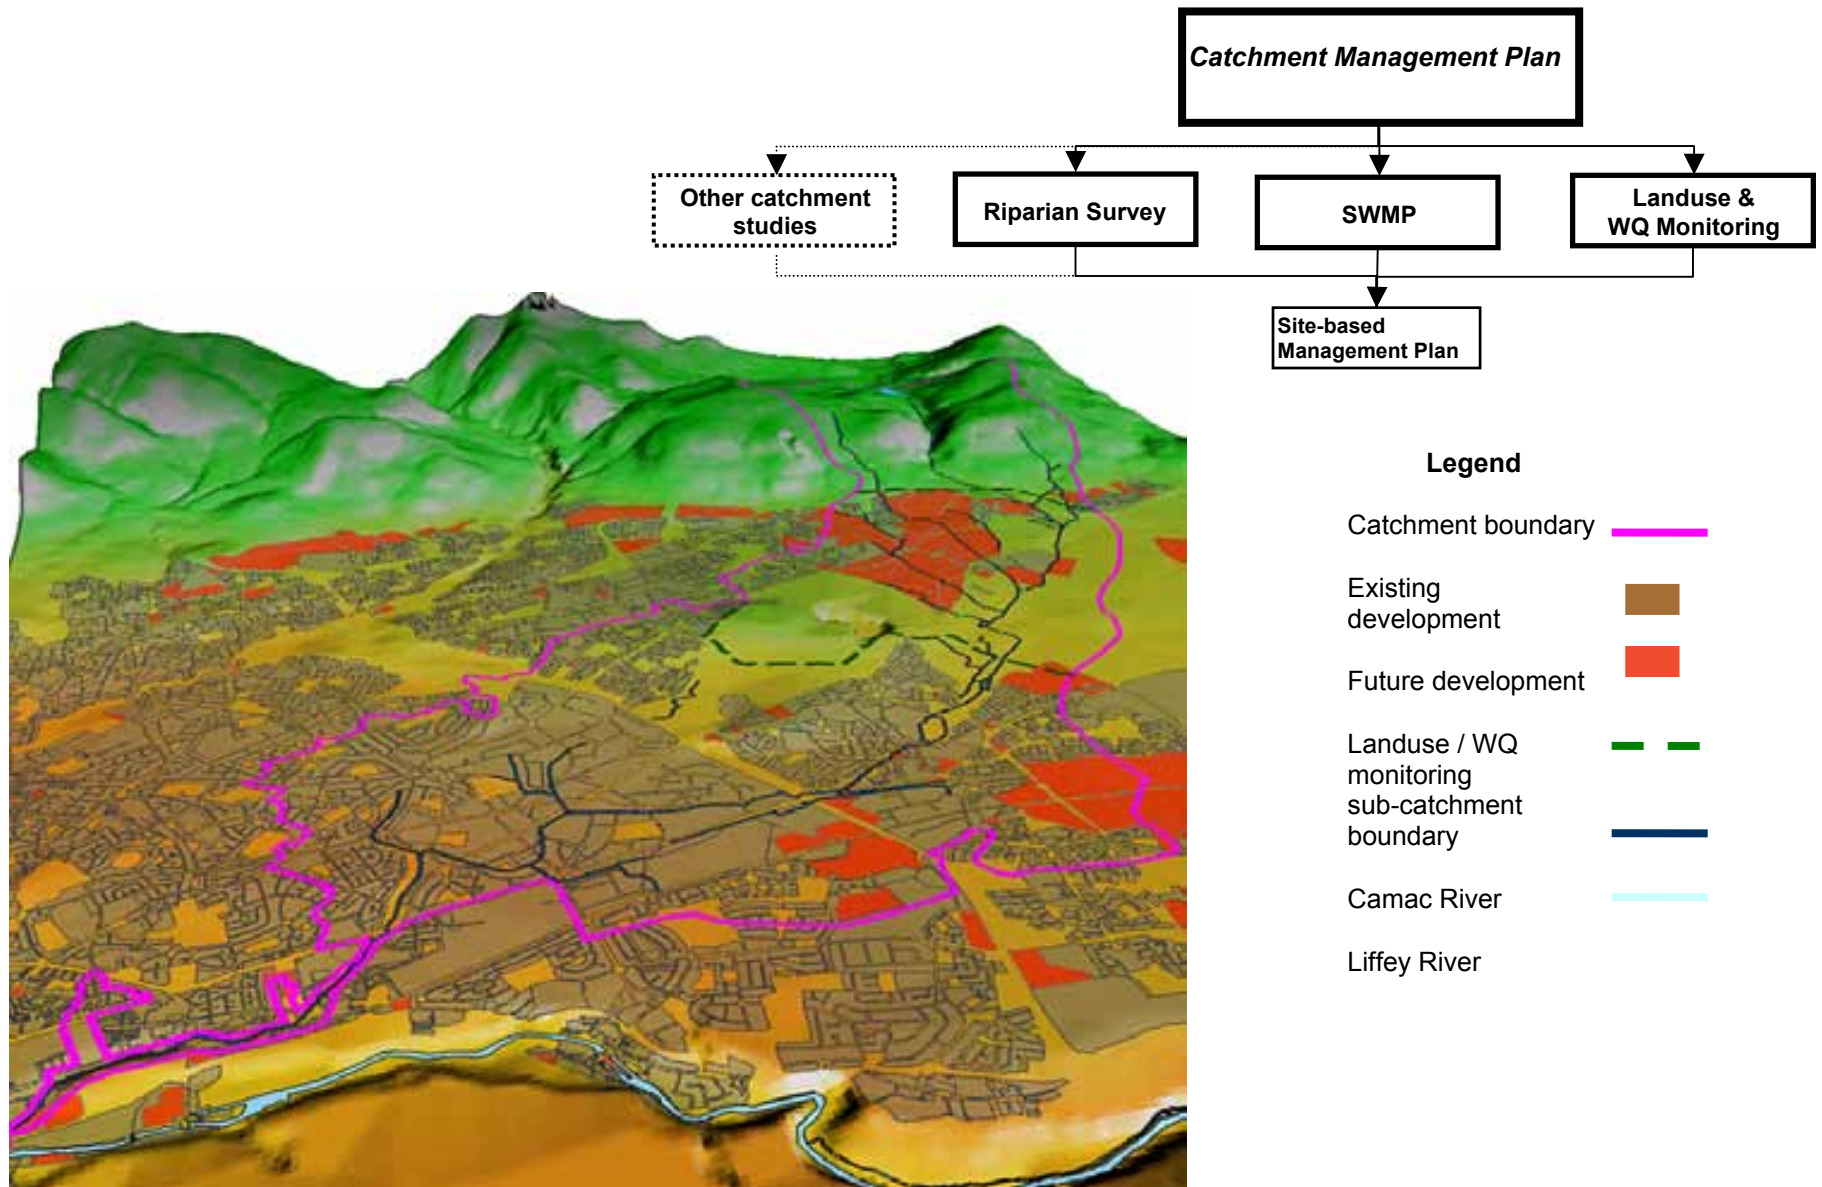 Catchment Management Plan
Other catchment
studies
Riparian Survey
SWMP
Landuse &
WQ Monitoring
Site-based
Management Plan
Legend
Catchment boundary
Existing
development
Future development
Landuse / WQ
monitoring
sub-catchment
boundary
Camac River
Liffey River